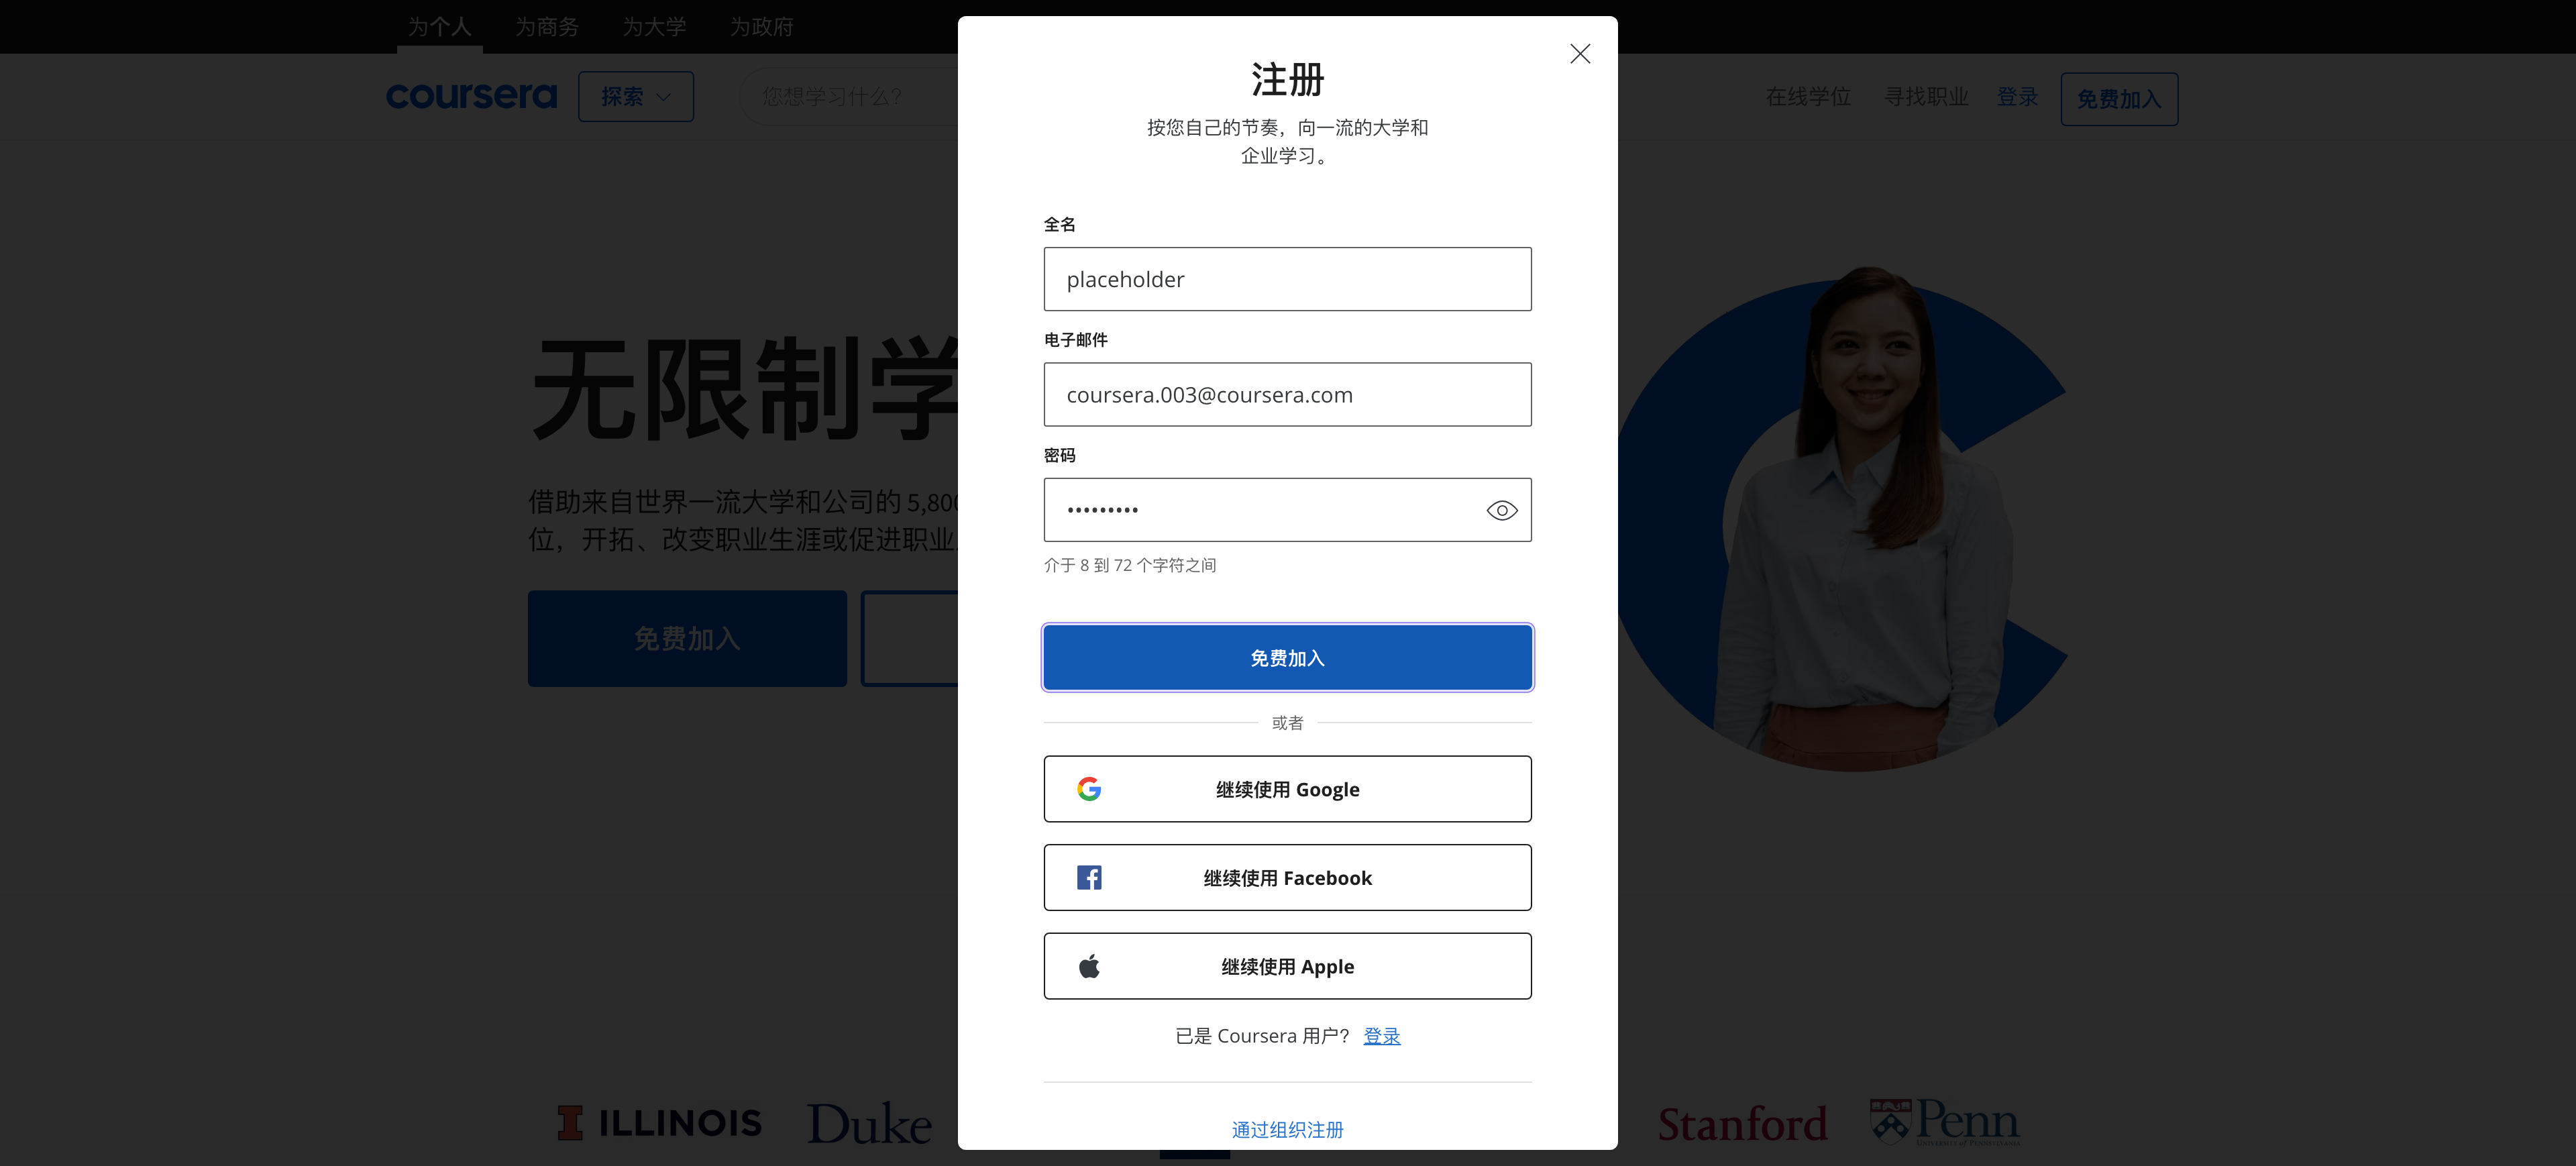 为个人 为商务 为大学 为政府
coursera 探索 您想学习什么? 在线学位 寻找职业 登录 免费加入
注册
按您自己的节奏，向一流的大学和
企业学习。
全名
placeholder
电子邮件
coursera.003@coursera.com
密码
•••••••••
介于 8 到 72 个字符之间
免费加入
或者
继续使用 Google
继续使用 Facebook
继续使用 Apple
已是 Coursera 用户? 登录
通过组织注册
无限制学
借助来自世界一流大学和公司的 5,800
位，开拓、改变职业生涯或促进职业
免费加入
ILLINOIS Duke Stanford Penn
University of Pennsylvania